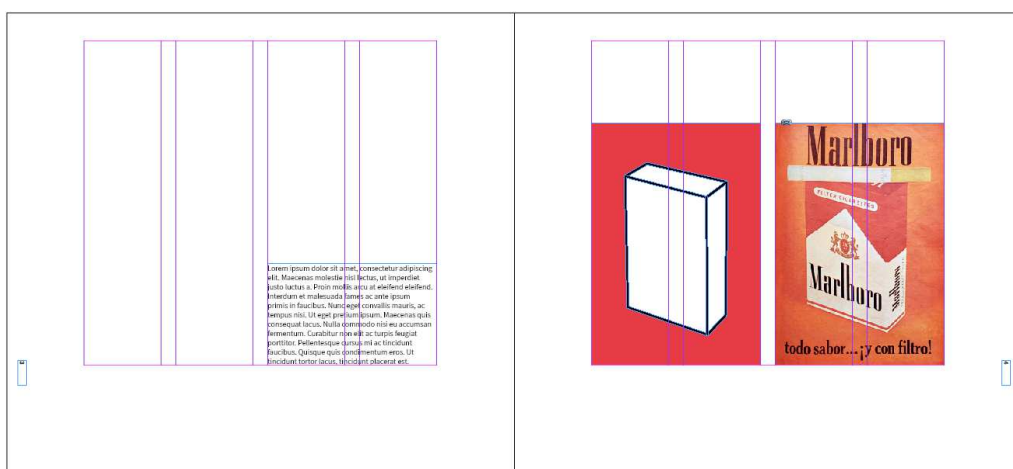 Lorem ipsum dolor sit amet, consectetur adipiscing
elit. Maecenas molestie nisi lectus, ut imperdiet
justo luctus a. Proin mollis arcu at eleifend eleifend.
Interdum et malesuada fames ac ante ipsum
primis in faucibus. Nunc eget convallis mauris, ac
tempus nisi. Ut eget pretium ipsum. Maecenas quis
consequat lacus. Nulla commodo nisi eu accumsan
fermentum. Curabitur non elit ac turpis feugiat
porttitor. Pellentesque cursus mi ac tincidunt
faucibus. Quisque quis condimentum eros. Ut
tincidunt tortor lacus, tincidunt placerat est.
Marlboro
Marlboro
Marlboro
todo sabor... ¡y con filtro!